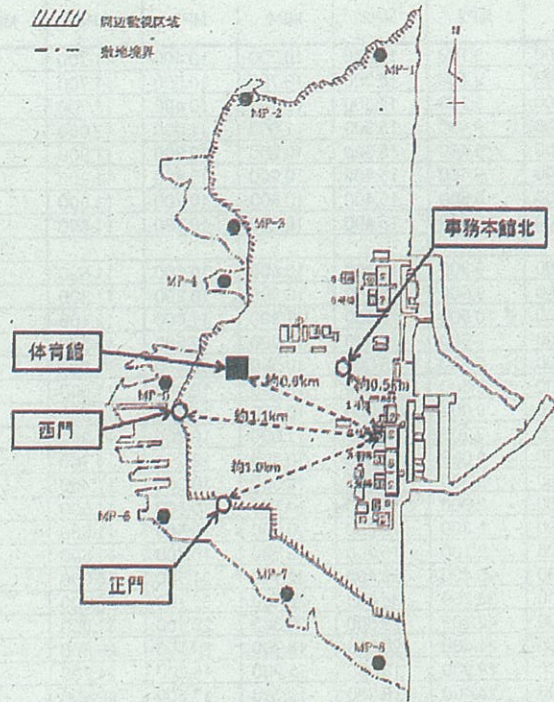 周辺監視区域
敷地境界
N
MP-1
MP-2
MP-3
事務本館北
MP-4
体育館
約0.9km
約0.5km
MP-5
西門
約1.1km
約1.0km
MP-6
正門
MP-7
MP-8